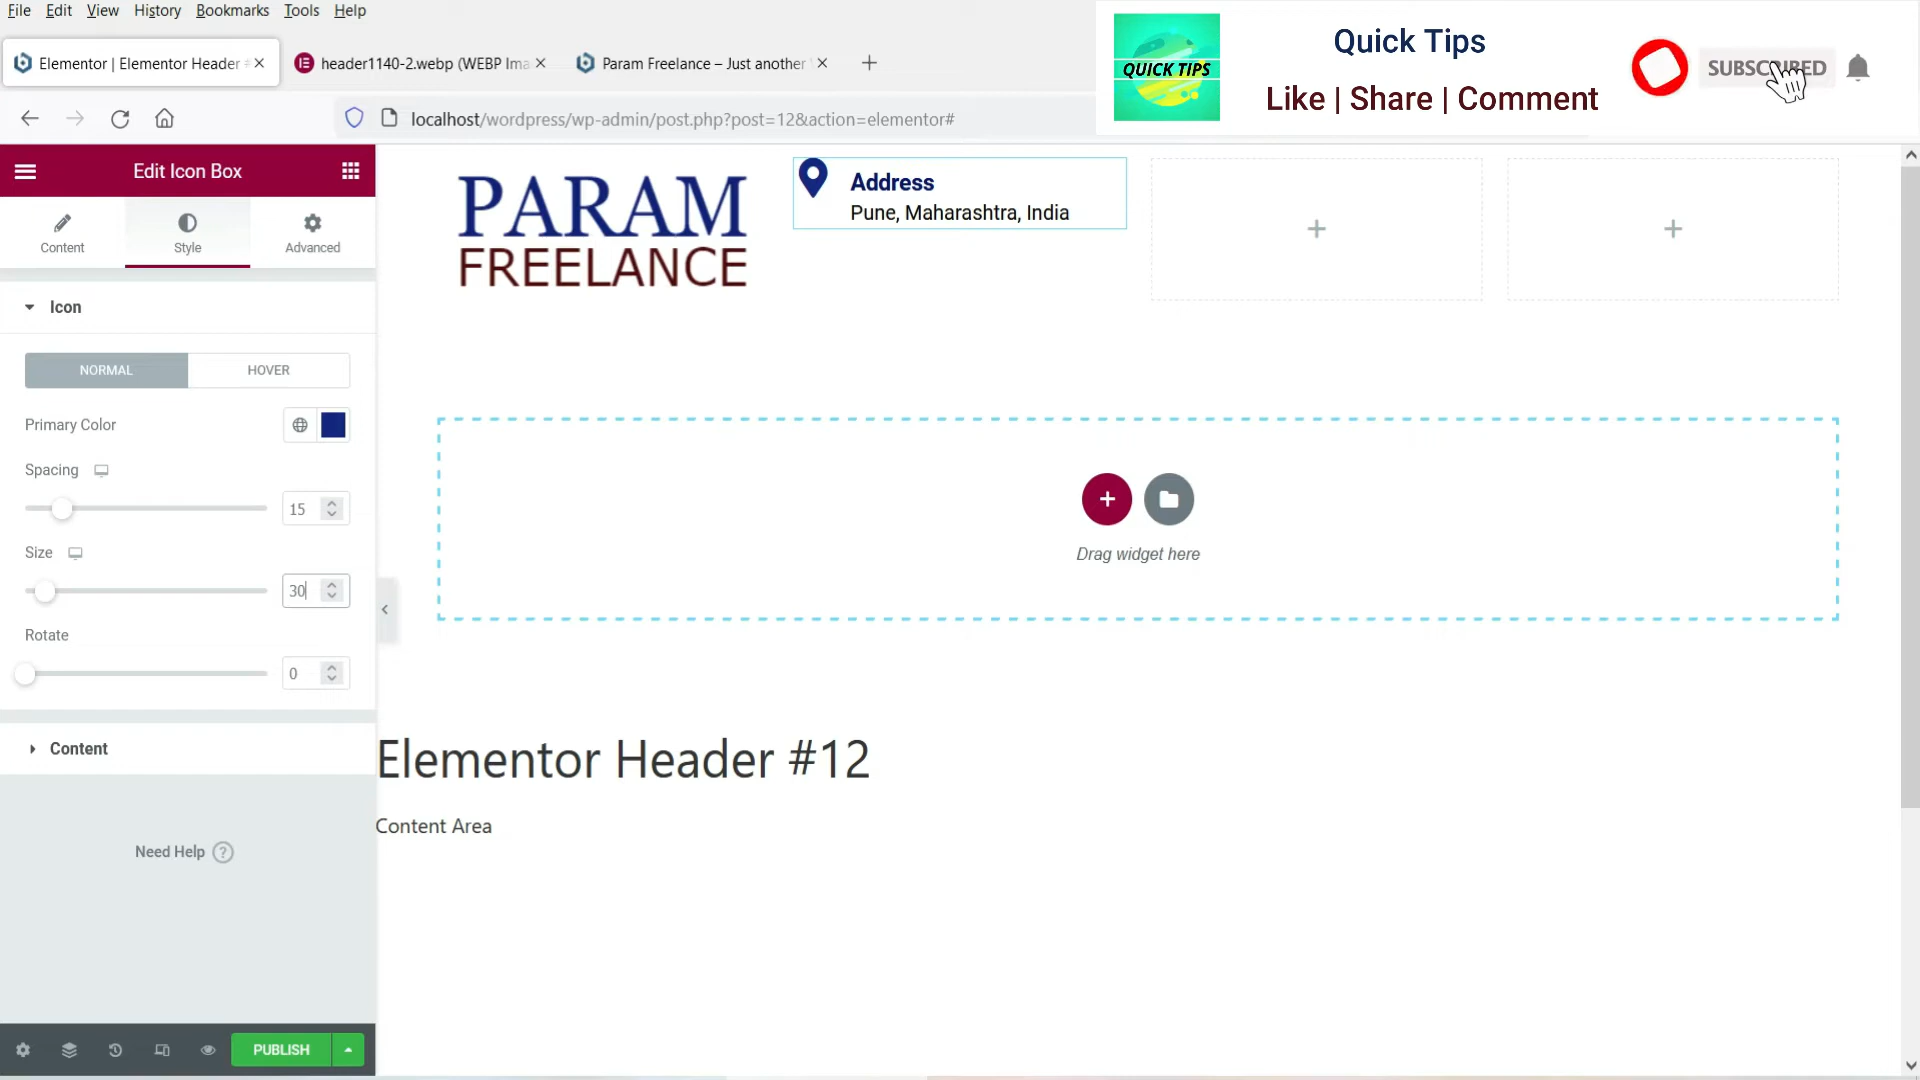 File Edit View History Bookmarks Tools Help
Elementor | Elementor Header
header1140-2.webp (WEBP Ima
Param Freelance – Just another
localhost/wordpress/wp-admin/post.php?post=12&action=elementor#
QUICK TIPS
Quick Tips
Like | Share | Comment
SUBSCRIBED
Edit Icon Box
Content
Style
Advanced
Icon
NORMAL
HOVER
Primary Color
Spacing
15
Size
30
Rotate
0
Content
Need Help ?
PUBLISH
PARAM
FREELANCE
Address
Pune, Maharashtra, India
Drag widget here
Elementor Header #12
Content Area